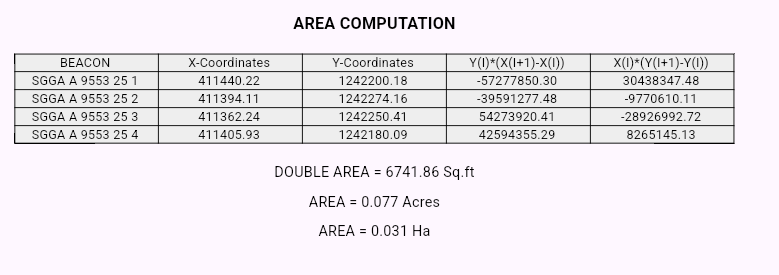 AREA COMPUTATION
BEACON X-Coordinates Y-Coordinates Y(I)*(X(I+1)-X(I)) X(I)*(Y(I+1)-Y(I))
SGGA A 9553 25 1 411440.22 1242200.18 -57277850.30 30438347.48
SGGA A 9553 25 2 411394.11 1242274.16 -39591277.48 -9770610.11
SGGA A 9553 25 3 411362.24 1242250.41 54273920.41 -28926992.72
SGGA A 9553 25 4 411405.93 1242180.09 42594355.29 8265145.13
DOUBLE AREA = 6741.86 Sq.ft
AREA = 0.077 Acres
AREA = 0.031 Ha